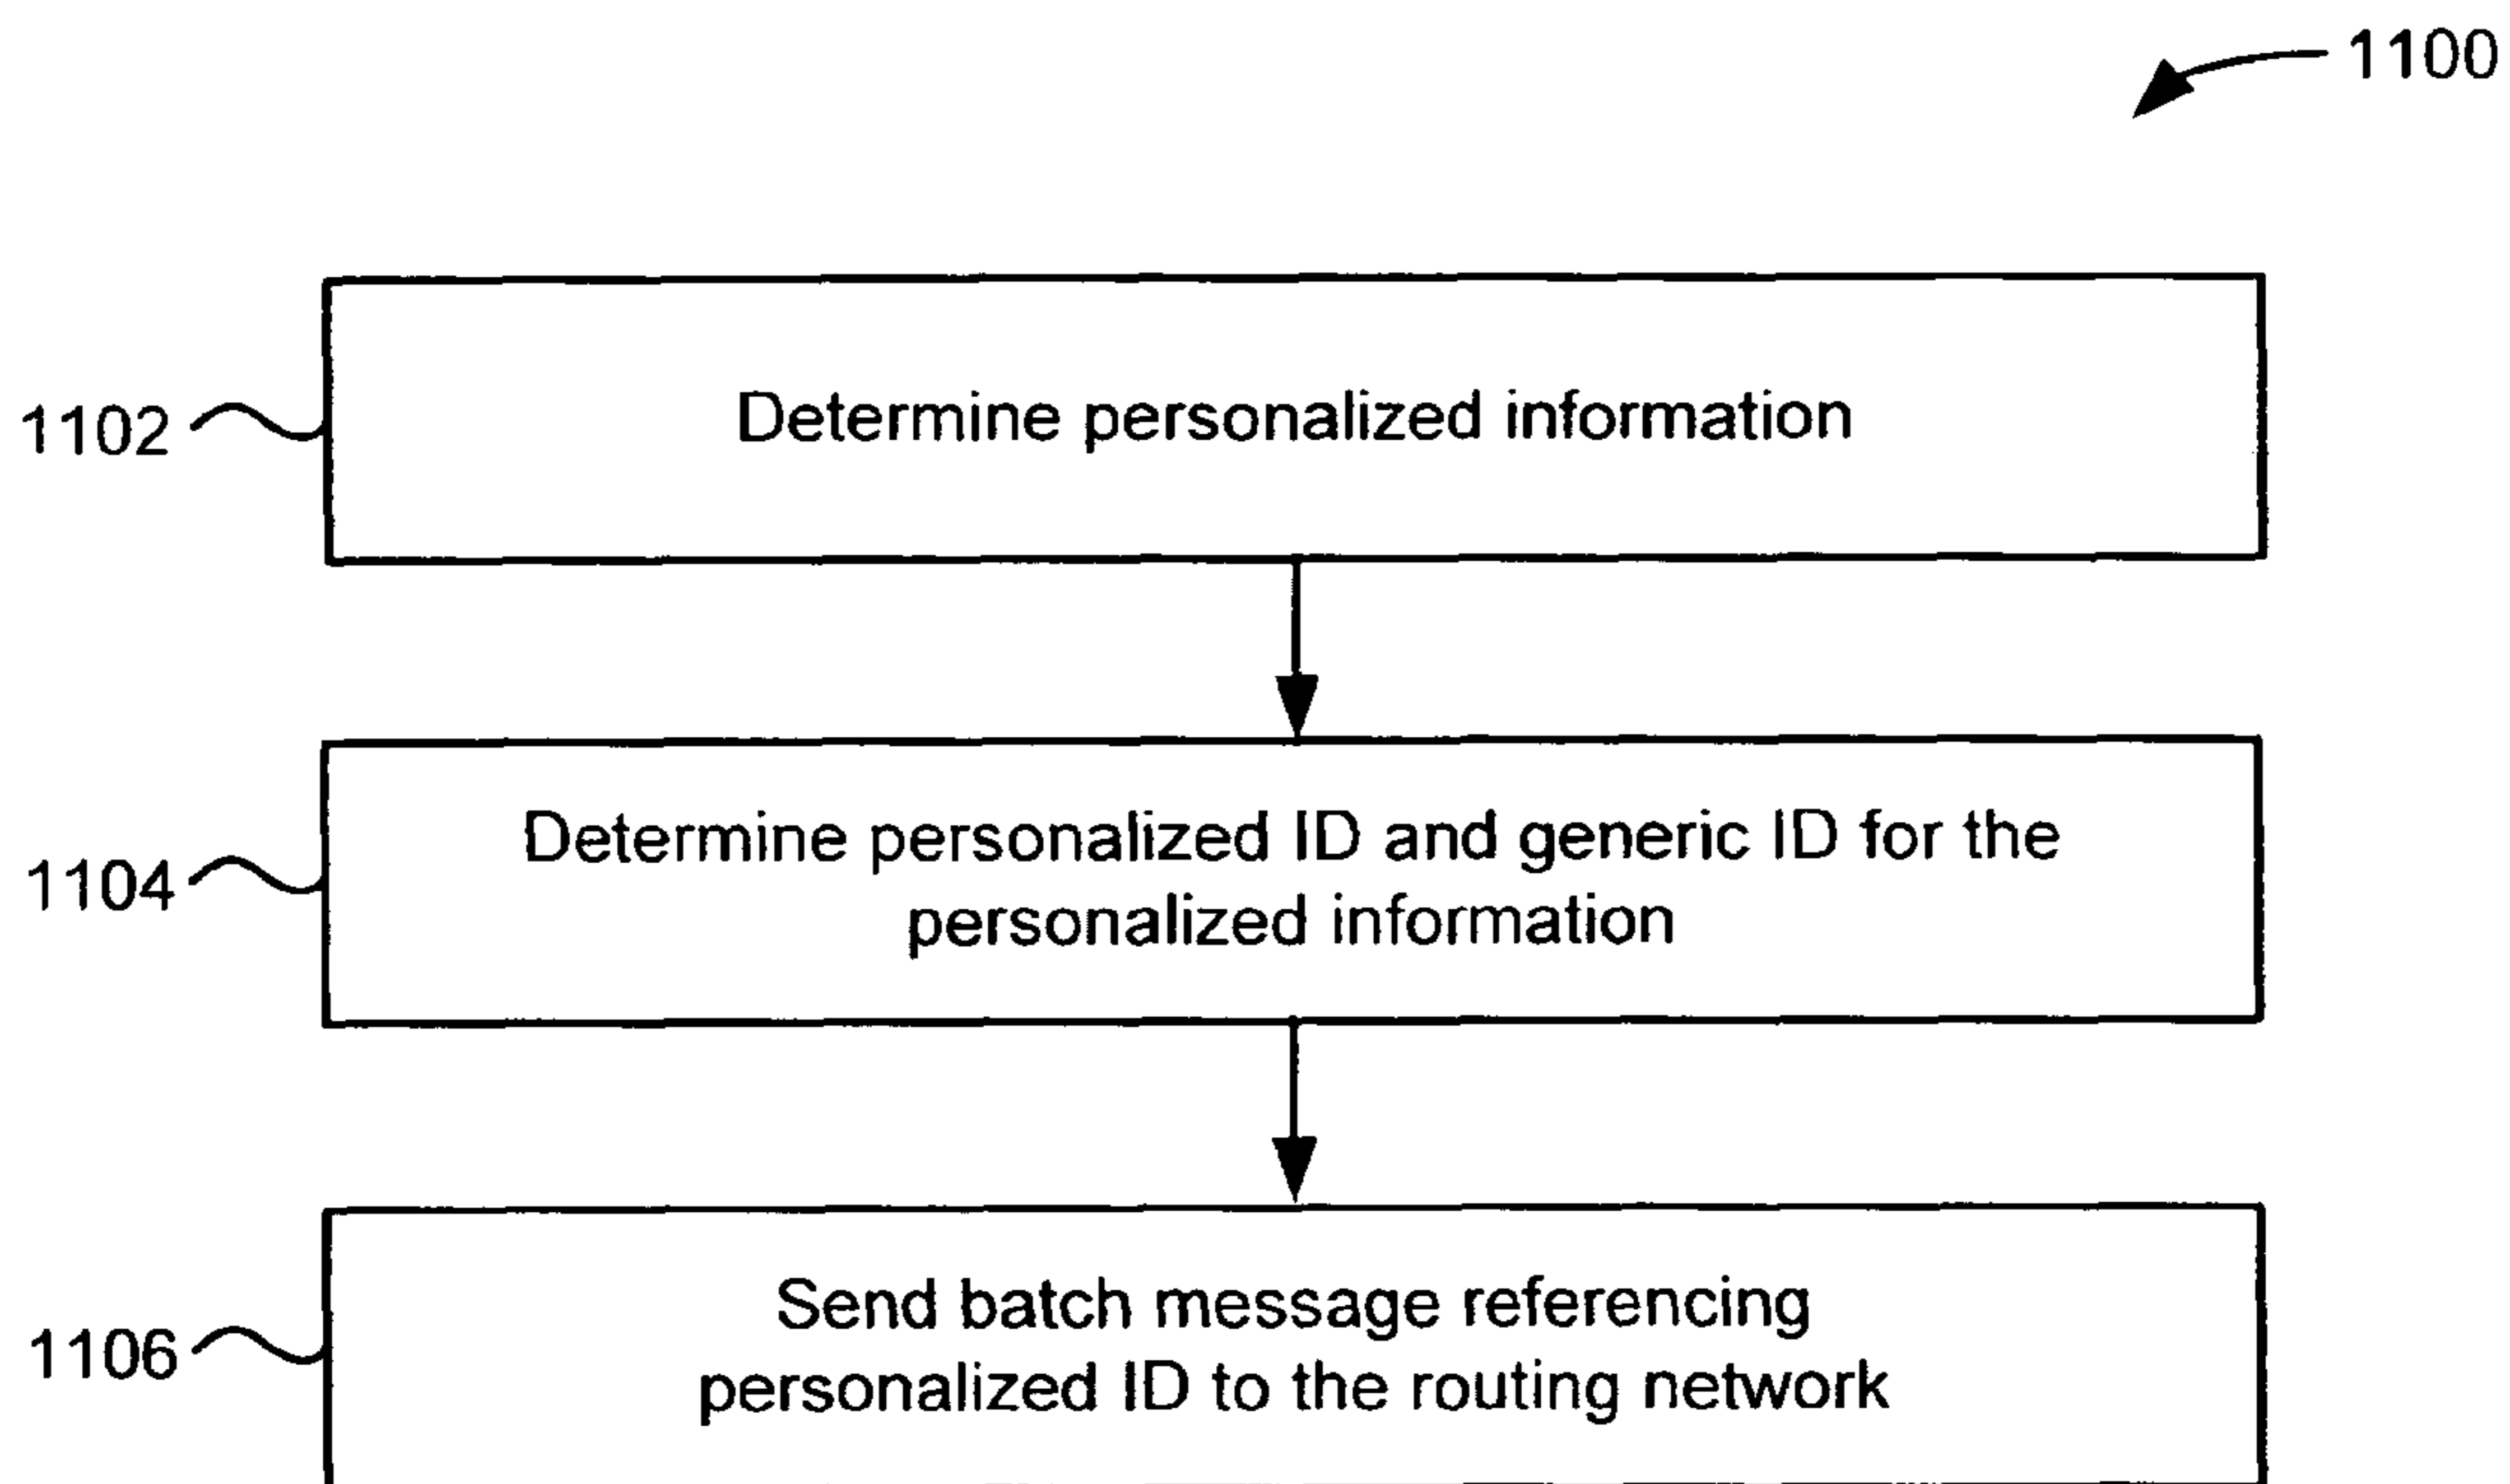 1100
1102
Determine personalized information
1104
Determine personalized ID and generic ID for the
personalized information
1106
Send batch message referencing
personalized ID to the routing network